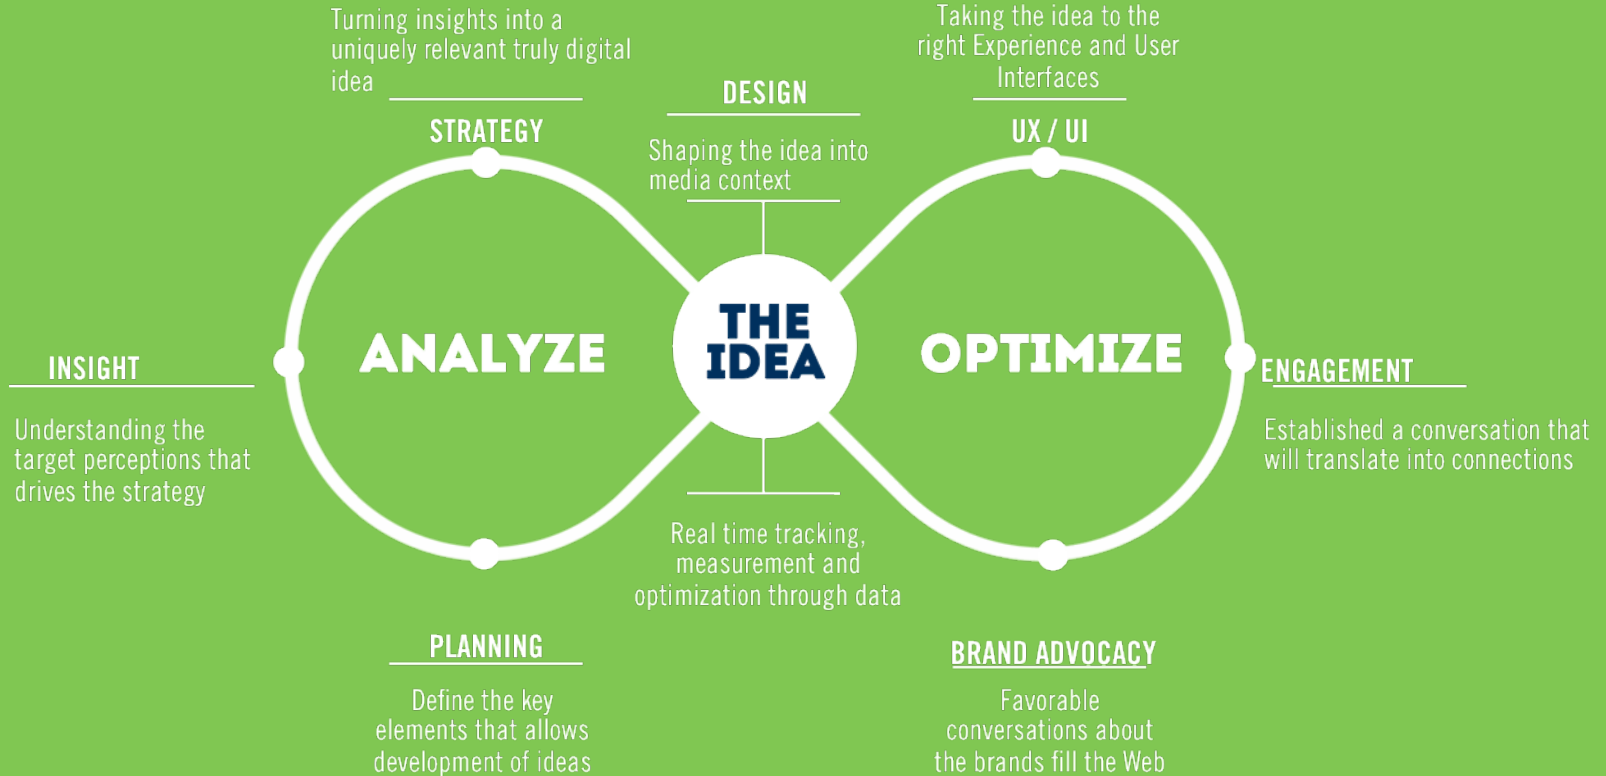 Turning insights into a
uniquely relevant truly digital
idea
STRATEGY
DESIGN
Shaping the idea into
media context
Taking the idea to the
right Experience and User
Interfaces
UX / UI
INSIGHT
Understanding the
target perceptions that
drives the strategy
ANALYZE
THE
IDEA
OPTIMIZE
ENGAGEMENT
Established a conversation that
will translate into connections
Real time tracking,
measurement and
optimization through data
PLANNING
Define the key
elements that allows
development of ideas
BRAND ADVOCACY
Favorable
conversations about
the brands fill the Web